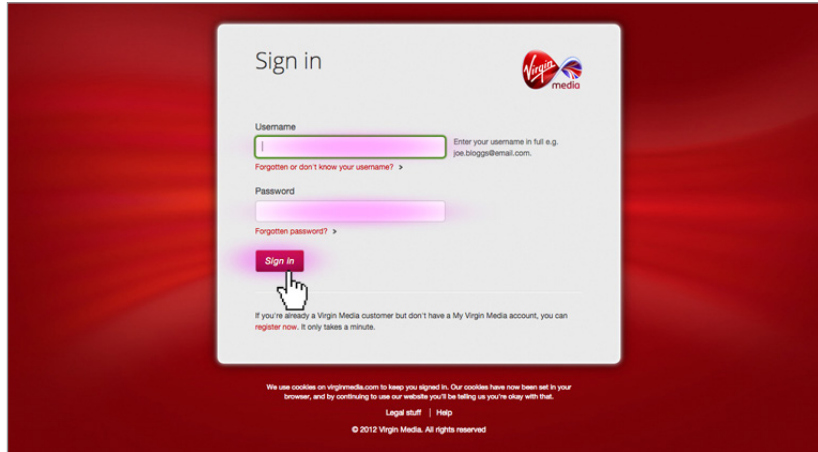 Sign in
Virgin
media
Username
Enter your username in full e.g.
joe.bloggs@email.com.
Forgotten or don't know your username? >
Password
Forgotten password? >
Sign in
If you're already a Virgin Media customer but don't have a My Virgin Media account, you can
register now. It only takes a minute.
We use cookies on virginmedia.com to keep you signed in. Our cookies have now been set in your
browser, and by continuing to use our website you'll be telling us you're okay with that.
Legal stuff | Help
© 2012 Virgin Media. All rights reserved